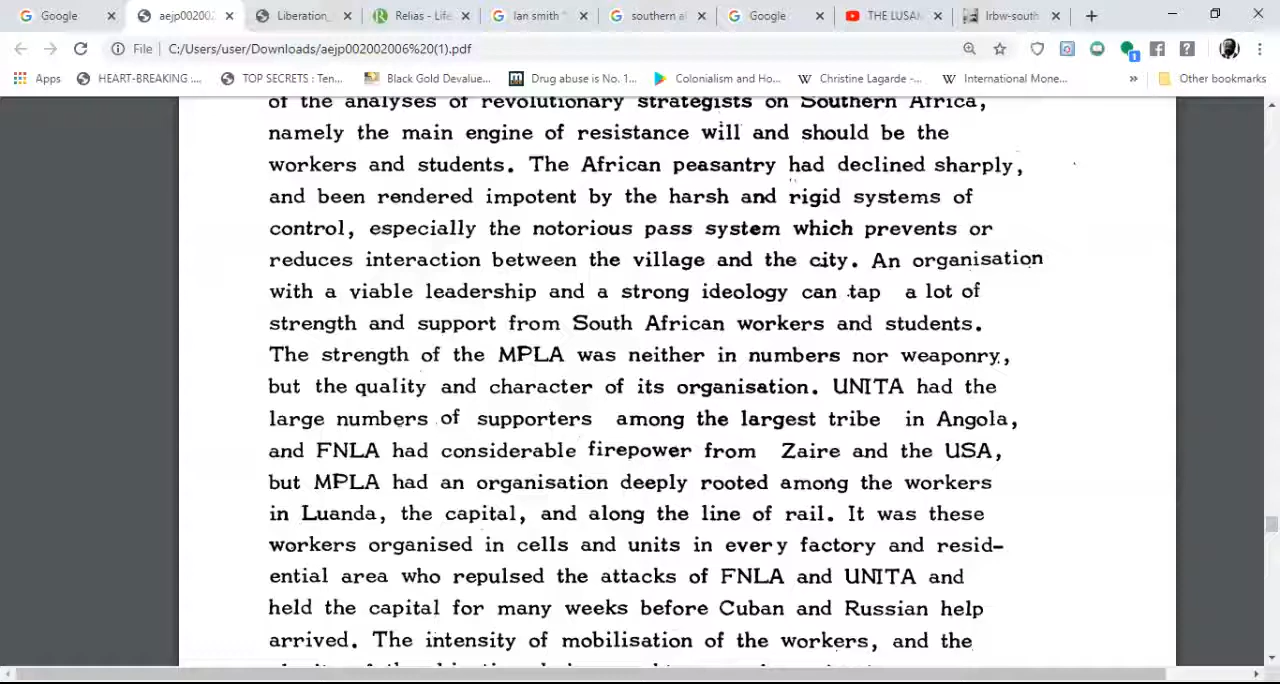 Google
aejp002002
Liberation_
Relias - Life
Ian smith "
southern a
Google
THE LUSAK
lrbw-south
File
C:/Users/user/Downloads/aejp002002006%20(1).pdf
1
Apps
HEART-BREAKING ...
TOP SECRETS : Ten...
Black Gold Devalue...
Drug abuse is No. 1...
Colonialism and Ho...
Christine Lagarde -...
International Mone...
»
Other bookmarks
of the analyses of revolutionary strategists on Southern Africa,
namely the main engine of resistance will and should be the
workers and students. The African peasantry had declined sharply,
and been rendered impotent by the harsh and rigid systems of
control, especially the notorious pass system which prevents or
reduces interaction between the village and the city. An organisation
with a viable leadership and a strong ideology can tap a lot of
strength and support from South African workers and students.
The strength of the MPLA was neither in numbers nor weaponry,
but the quality and character of its organisation. UNITA had the
large numbers of supporters among the largest tribe in Angola,
and FNLA had considerable firepower from Zaire and the USA,
but MPLA had an organisation deeply rooted among the workers
in Luanda, the capital, and along the line of rail. It was these
workers organised in cells and units in every factory and resid-
ential area who repulsed the attacks of FNLA and UNITA and
held the capital for many weeks before Cuban and Russian help
arrived. The intensity of mobilisation of the workers, and the